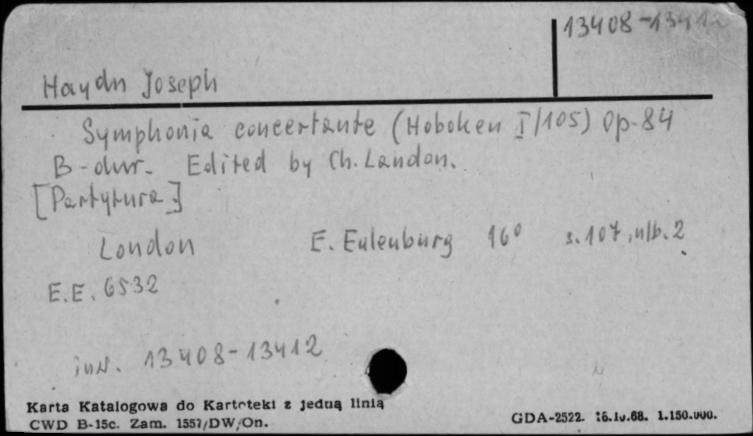 13408-13412
Haydn Joseph
Symphonia concertante (Hoboken I/105) Op. 84
B-dur. Edited by Ch. Landon.
[Partytura.]
London E. Eulenburg 16° s. 107, nlb. 2
E.E. 6532
inw. 13408-13412
Karta Katalogowa do Kartoteki z jedną linią
CWD B-15c. Zam. 1557/DW/On. GDA-2522. 16.10.68. 1.150.000.